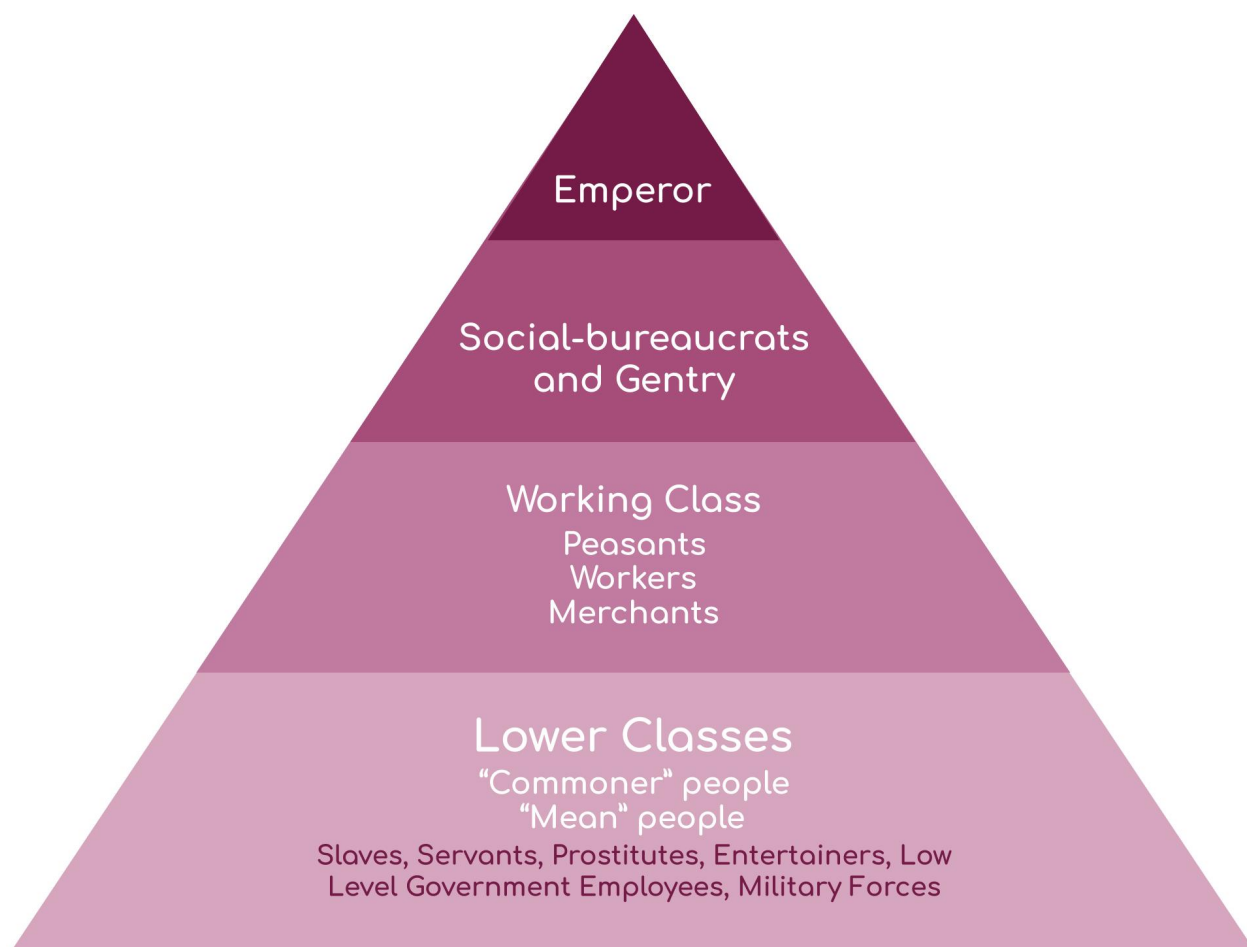 Emperor
Social-bureaucrats
and Gentry
Working Class
Peasants
Workers
Merchants
Lower Classes
“Commoner” people
“Mean” people
Slaves, Servants, Prostitutes, Entertainers, Low
Level Government Employees, Military Forces